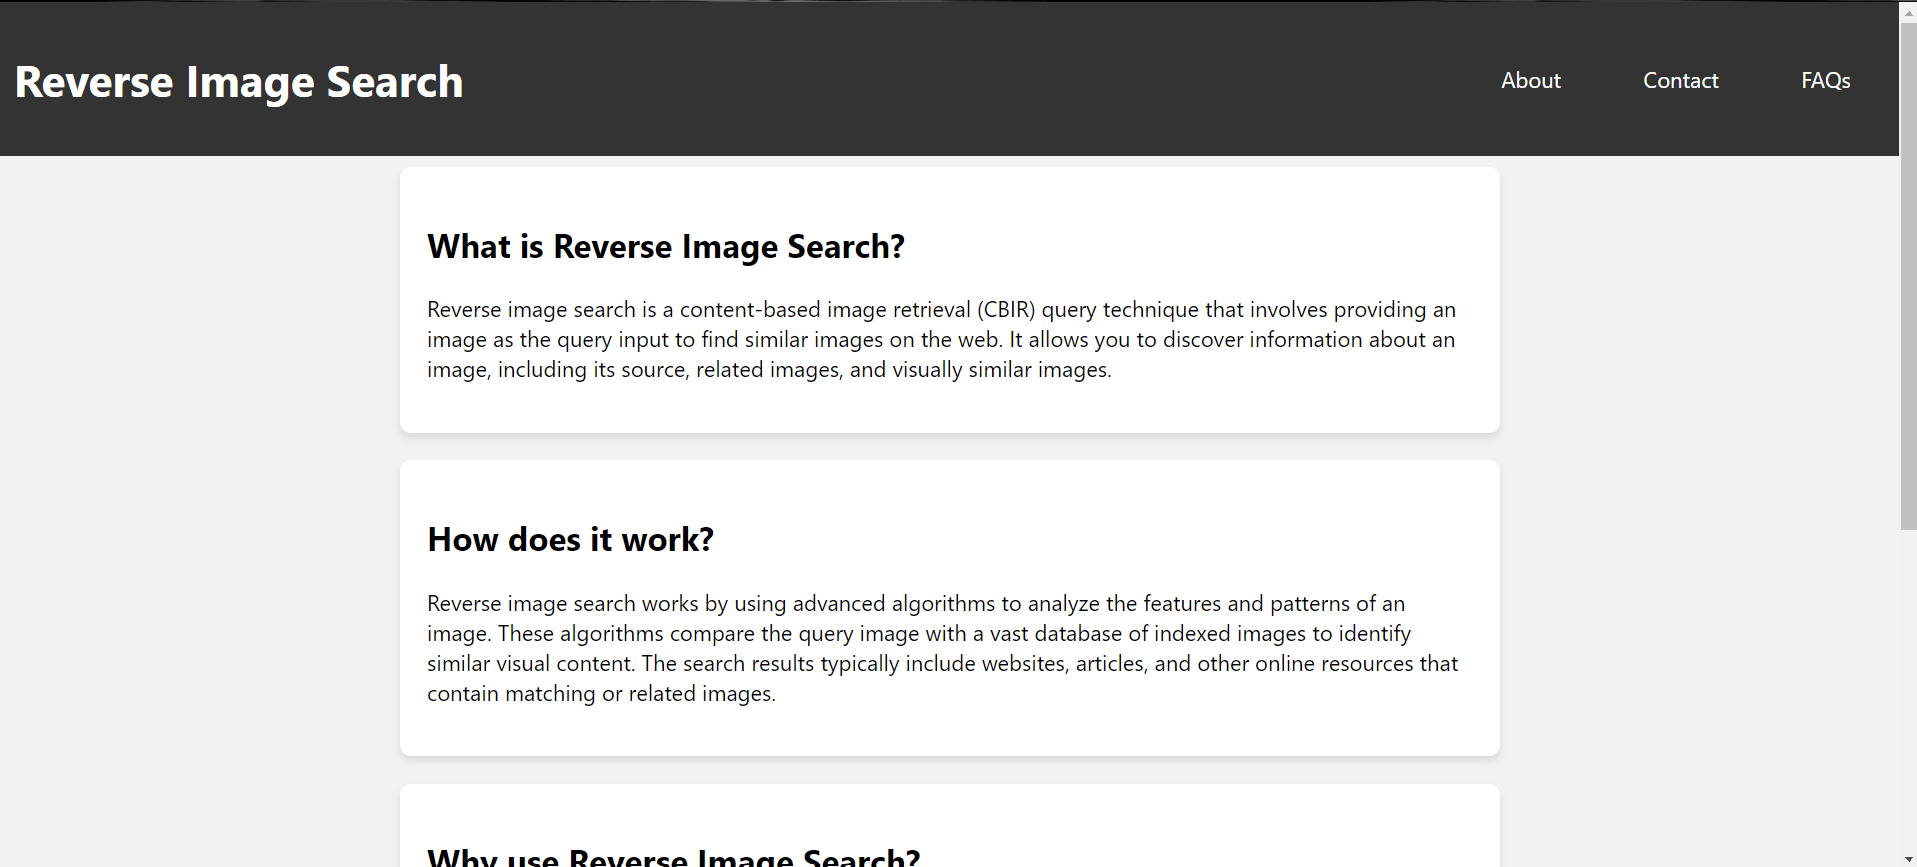 Reverse Image Search
About Contact FAQs
What is Reverse Image Search?
Reverse image search is a content-based image retrieval (CBIR) query technique that involves providing an
image as the query input to find similar images on the web. It allows you to discover information about an
image, including its source, related images, and visually similar images.
How does it work?
Reverse image search works by using advanced algorithms to analyze the features and patterns of an
image. These algorithms compare the query image with a vast database of indexed images to identify
similar visual content. The search results typically include websites, articles, and other online resources that
contain matching or related images.
Why use Reverse Image Search?